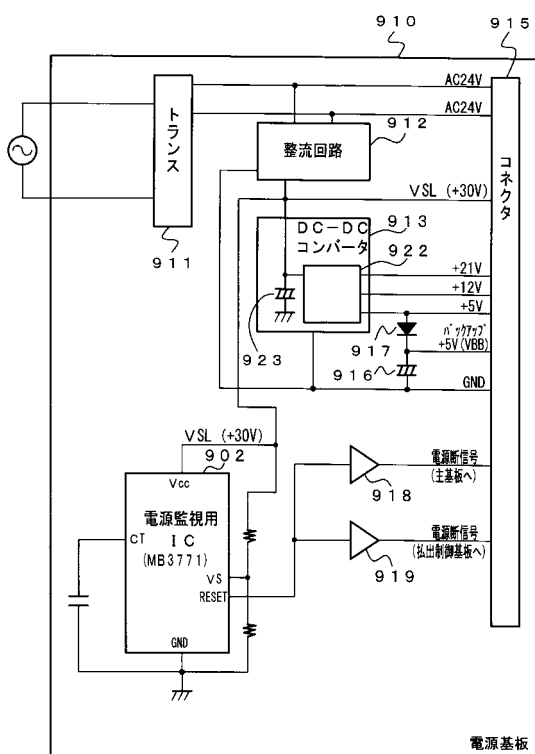 910
915
AC24V
AC24V
トランス
912
整流回路
コネクタ
VSL (+30V)
911
913
DC-DC
コンバータ
922
+21V
+12V
+5V
923
917
バックアップ
+5V(VBB)
916
GND
VSL (+30V)
902
Vcc
電源監視用
IC
(MB3771)
CT
VS
RESET
GND
電源断信号
(主基板へ)
918
電源断信号
(払出制御基板へ)
919
電源基板